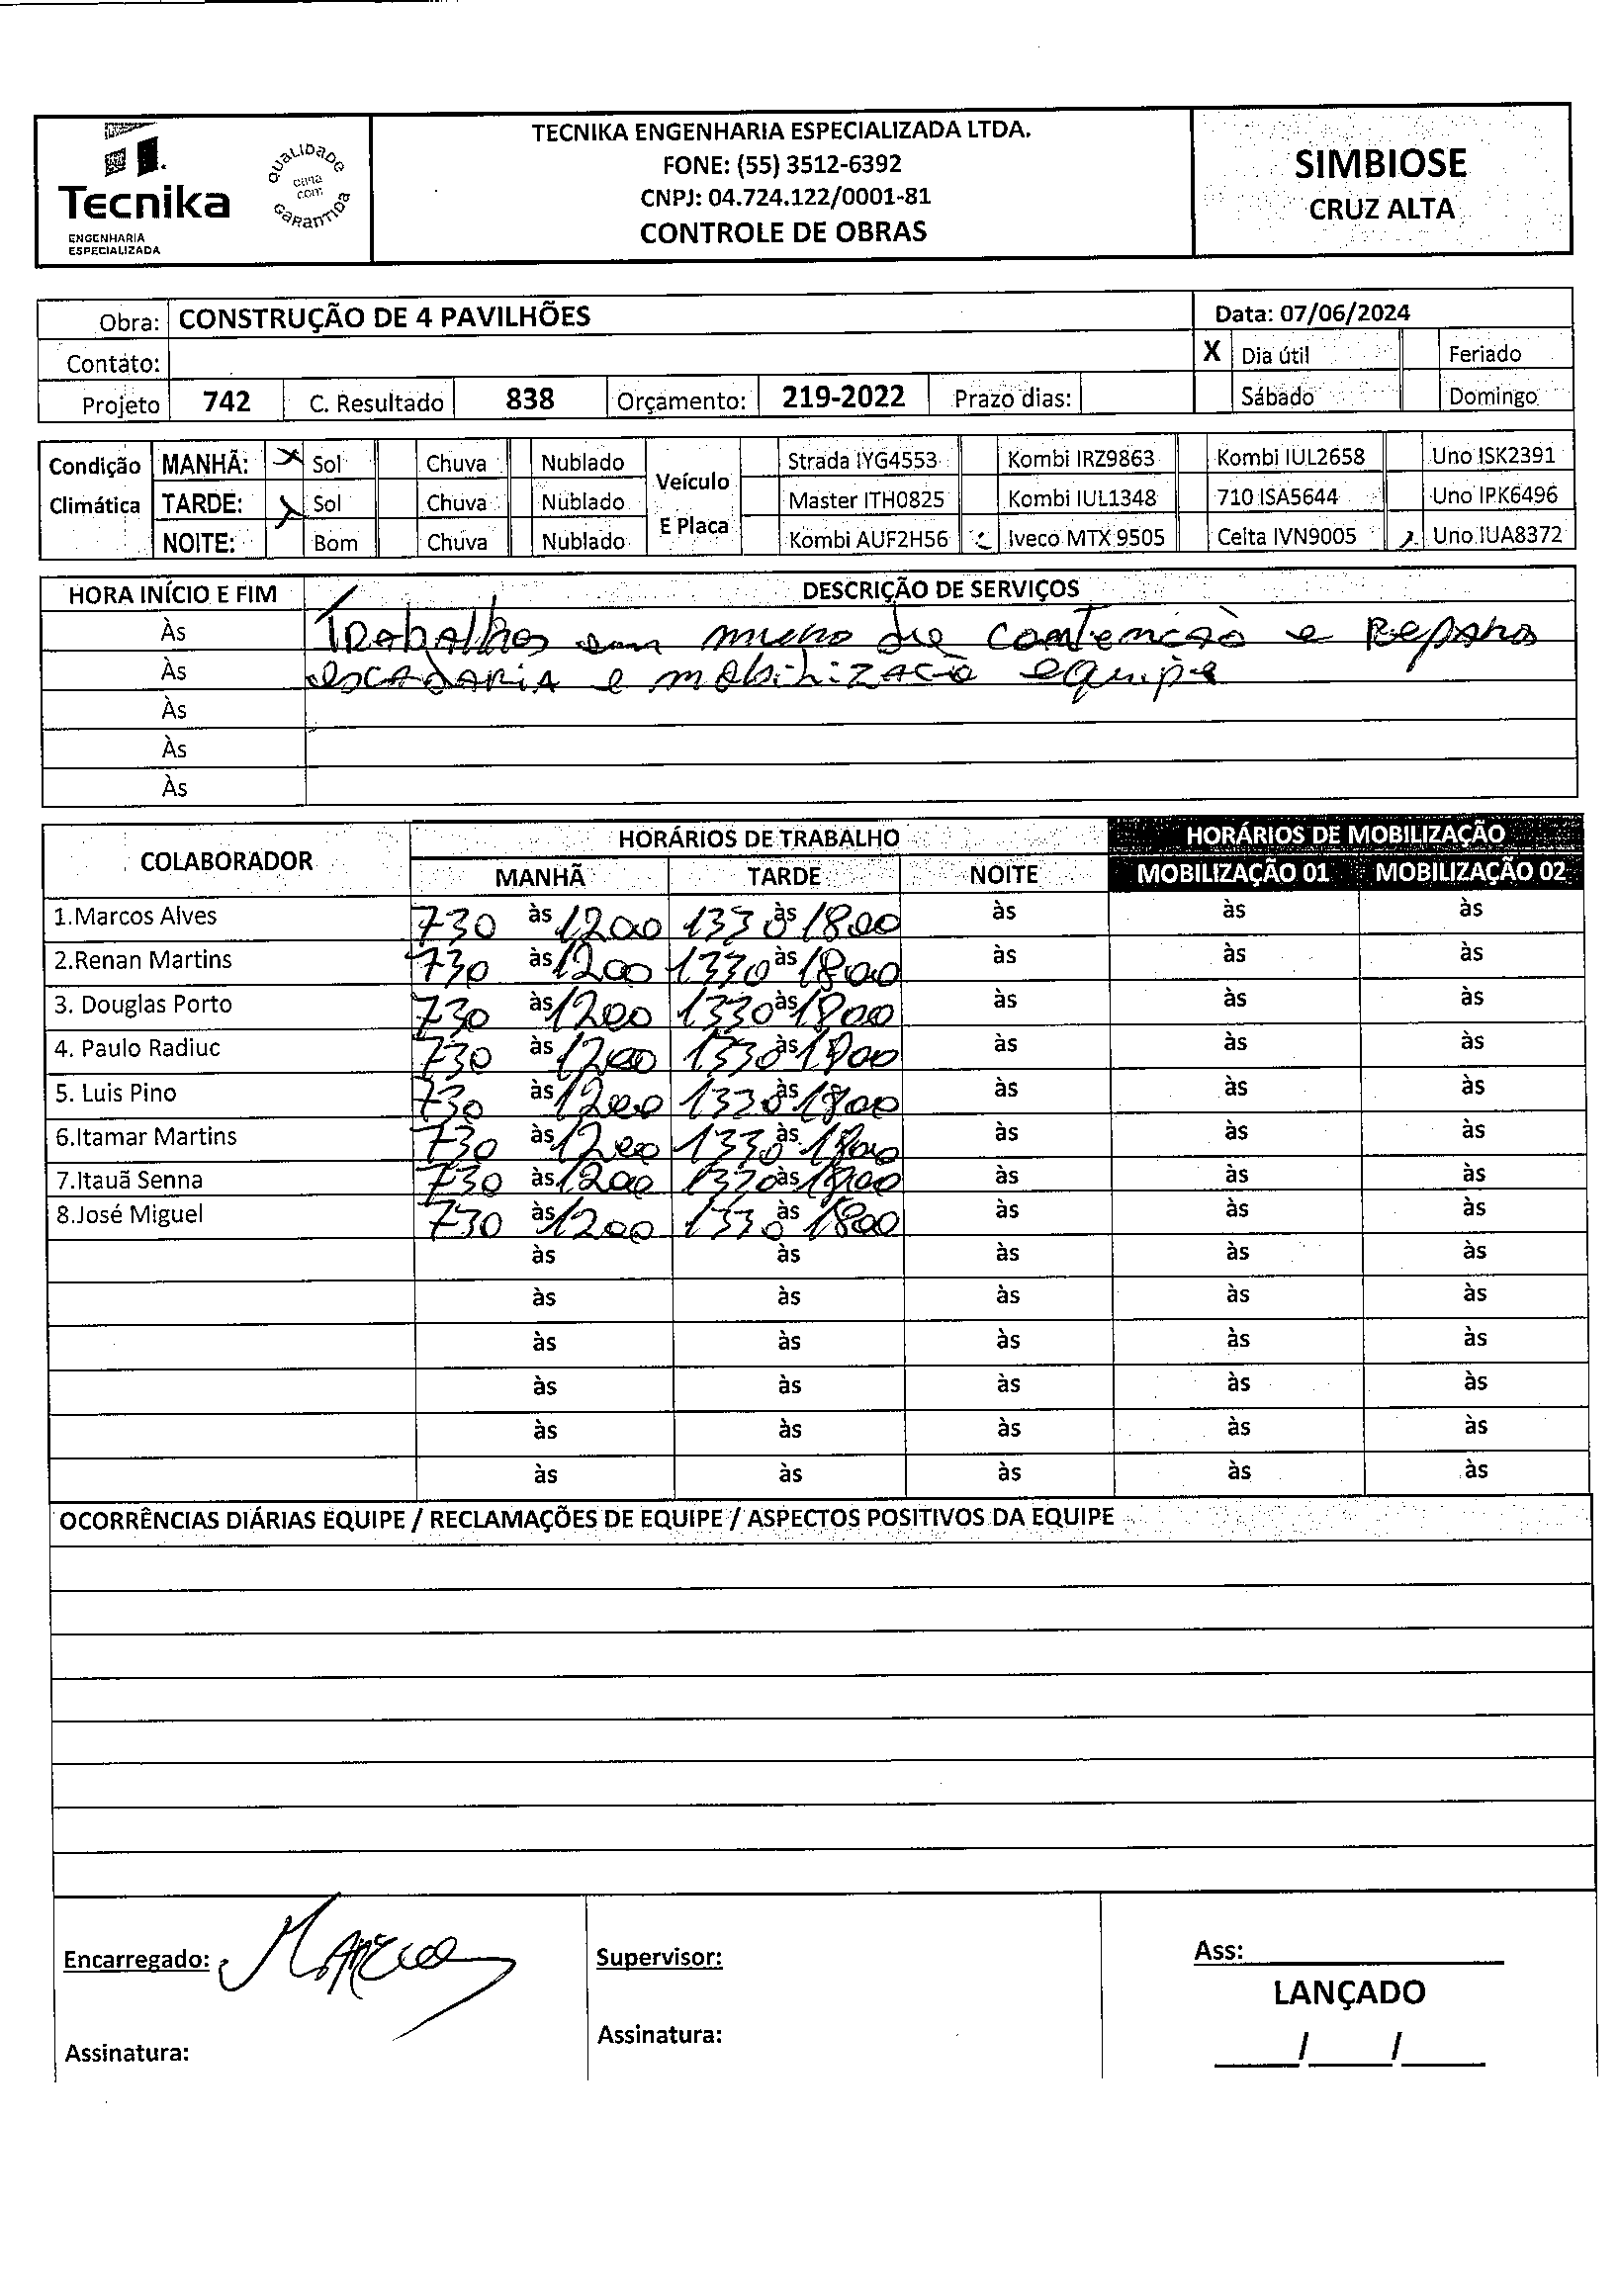 Tecnika
ENGENHARIA
ESPECIALIZADA
QUALIDADE
COM
GARANTIDA
TECNIKA ENGENHARIA ESPECIALIZADA LTDA.
FONE: (55) 3512-6392
CNPJ: 04.724.122/0001-81
CONTROLE DE OBRAS
SIMBIOSE
CRUZ ALTA
Obra: CONSTRUÇÃO DE 4 PAVILHÕES Data: 07/06/2024
Contato: X Dia útil Feriado
Projeto 742 C. Resultado 838 Orçamento: 219-2022 Prazo dias: Sábado Domingo
Condição MANHÃ: X Sol Chuva Nublado Veículo Strada IYG4553 Kombi IRZ9863 Kombi IUL2658 Uno ISK2391
Climática TARDE: X Sol Chuva Nublado Master ITH0825 Kombi IUL1348 710 ISA5644 Uno IPK6496
NOITE: Bom Chuva Nublado E Placa Kombi AUF2H56 Iveco MTX 9505 Celta IVN9005 Uno IUA8372
HORA INÍCIO E FIM DESCRIÇÃO DE SERVIÇOS
Às Trabalhos em muro de contencão e Reparo
Às escadaria e mobilizacão equipe
Às
Às
Às
COLABORADOR HORÁRIOS DE TRABALHO HORÁRIOS DE MOBILIZAÇÃO
MANHÃ TARDE NOITE MOBILIZAÇÃO 01 MOBILIZAÇÃO 02
1.Marcos Alves 730 às 1200 1330 às 1800 às às às
2.Renan Martins 730 às 1200 1330 às 1800 às às às
3. Douglas Porto 730 às 1200 1330 às 1800 às às às
4. Paulo Radiuc 730 às 1200 1330 às 1800 às às às
5. Luis Pino 730 às 1200 1330 às 1800 às às às
6.Itamar Martins 730 às 1200 1330 às 1800 às às às
7.Itauã Senna 730 às 1200 1330 às 1800 às às às
8.José Miguel 730 às 1200 1330 às 1800 às às às
às às às às às
às às às às às
às às às às às
às às às às às
às às às às às
às às às às às
OCORRÊNCIAS DIÁRIAS EQUIPE / RECLAMAÇÕES DE EQUIPE / ASPECTOS POSITIVOS DA EQUIPE
Encarregado: Supervisor: Ass:
LANÇADO
Assinatura: Assinatura: / /